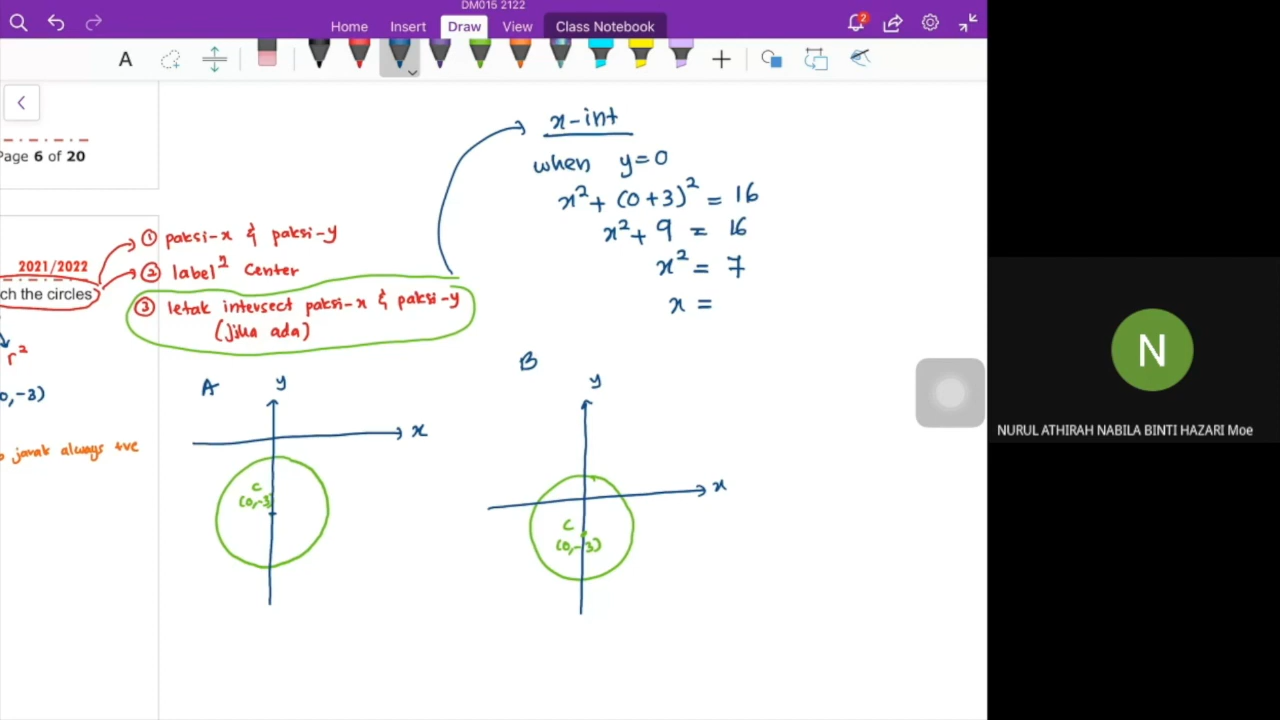 DM015 2122
Home Insert Draw View Class Notebook
2
A
Page 6 of 20
2021/2022
ch the circles
① paksi-x & paksi-y
② label² center
③ letak intersect paksi-x & paksi-y
(jika ada)
r²
0,-3)
jarak always +ve
x-int
when y=0
x² + (0+3)² = 16
x² + 9 = 16
x² = 7
x =
A
y
x
C
(0,-3)
B
y
x
C
(0,-3)
N
NURUL ATHIRAH NABILA BINTI HAZARI Moe